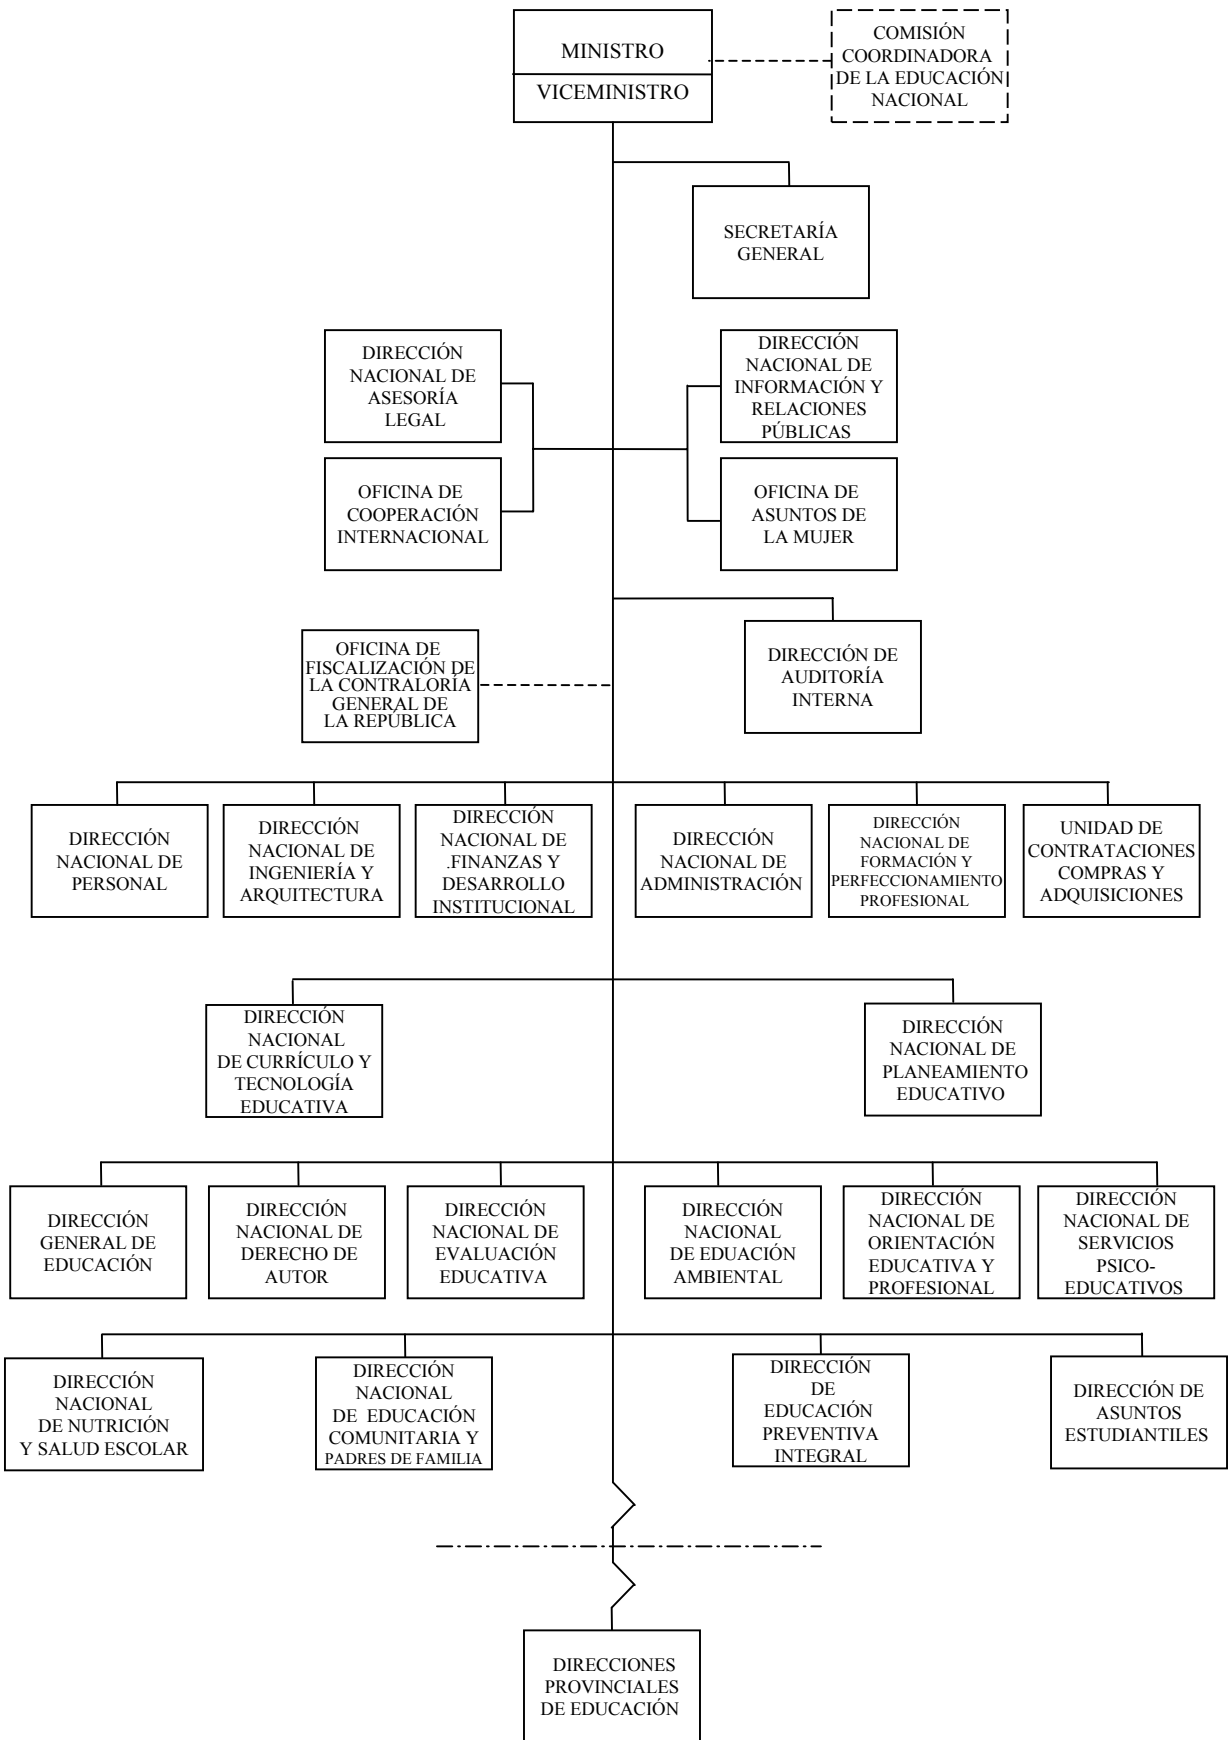 MINISTRO
VICEMINISTRO
COMISIÓN
COORDINADORA
DE LA EDUCACIÓN
NACIONAL
SECRETARÍA
GENERAL
DIRECCIÓN
NACIONAL DE
ASESORÍA
LEGAL
DIRECCIÓN
NACIONAL DE
INFORMACIÓN Y
RELACIONES
PÚBLICAS
OFICINA DE
COOPERACIÓN
INTERNACIONAL
OFICINA DE
ASUNTOS DE
LA MUJER
OFICINA DE
FISCALIZACIÓN DE
LA CONTRALORÍA
GENERAL DE
LA REPÚBLICA
DIRECCIÓN DE
AUDITORÍA
INTERNA
DIRECCIÓN
NACIONAL DE
PERSONAL
DIRECCIÓN
NACIONAL DE
INGENIERÍA Y
ARQUITECTURA
DIRECCIÓN
NACIONAL DE
.FINANZAS Y
DESARROLLO
INSTITUCIONAL
DIRECCIÓN
NACIONAL DE
ADMINISTRACIÓN
DIRECCIÓN
NACIONAL DE
FORMACIÓN Y
PERFECCIONAMIENTO
PROFESIONAL
UNIDAD DE
CONTRATACIONES
COMPRAS Y
ADQUISICIONES
DIRECCIÓN
NACIONAL
DE CURRÍCULO Y
TECNOLOGÍA
EDUCATIVA
DIRECCIÓN
NACIONAL DE
PLANEAMIENTO
EDUCATIVO
DIRECCIÓN
GENERAL DE
EDUCACIÓN
DIRECCIÓN
NACIONAL DE
DERECHO DE
AUTOR
DIRECCIÓN
NACIONAL DE
EVALUACIÓN
EDUCATIVA
DIRECCIÓN
NACIONAL
DE EDUACIÓN
AMBIENTAL
DIRECCIÓN
NACIONAL DE
ORIENTACIÓN
EDUCATIVA Y
PROFESIONAL
DIRECCIÓN
NACIONAL DE
SERVICIOS
PSICO-
EDUCATIVOS
DIRECCIÓN
NACIONAL
DE NUTRICIÓN
Y SALUD ESCOLAR
DIRECCIÓN
NACIONAL
DE EDUCACIÓN
COMUNITARIA Y
PADRES DE FAMILIA
DIRECCIÓN
DE
EDUCACIÓN
PREVENTIVA
INTEGRAL
DIRECCIÓN DE
ASUNTOS
ESTUDIANTILES
DIRECCIONES
PROVINCIALES
DE EDUCACIÓN